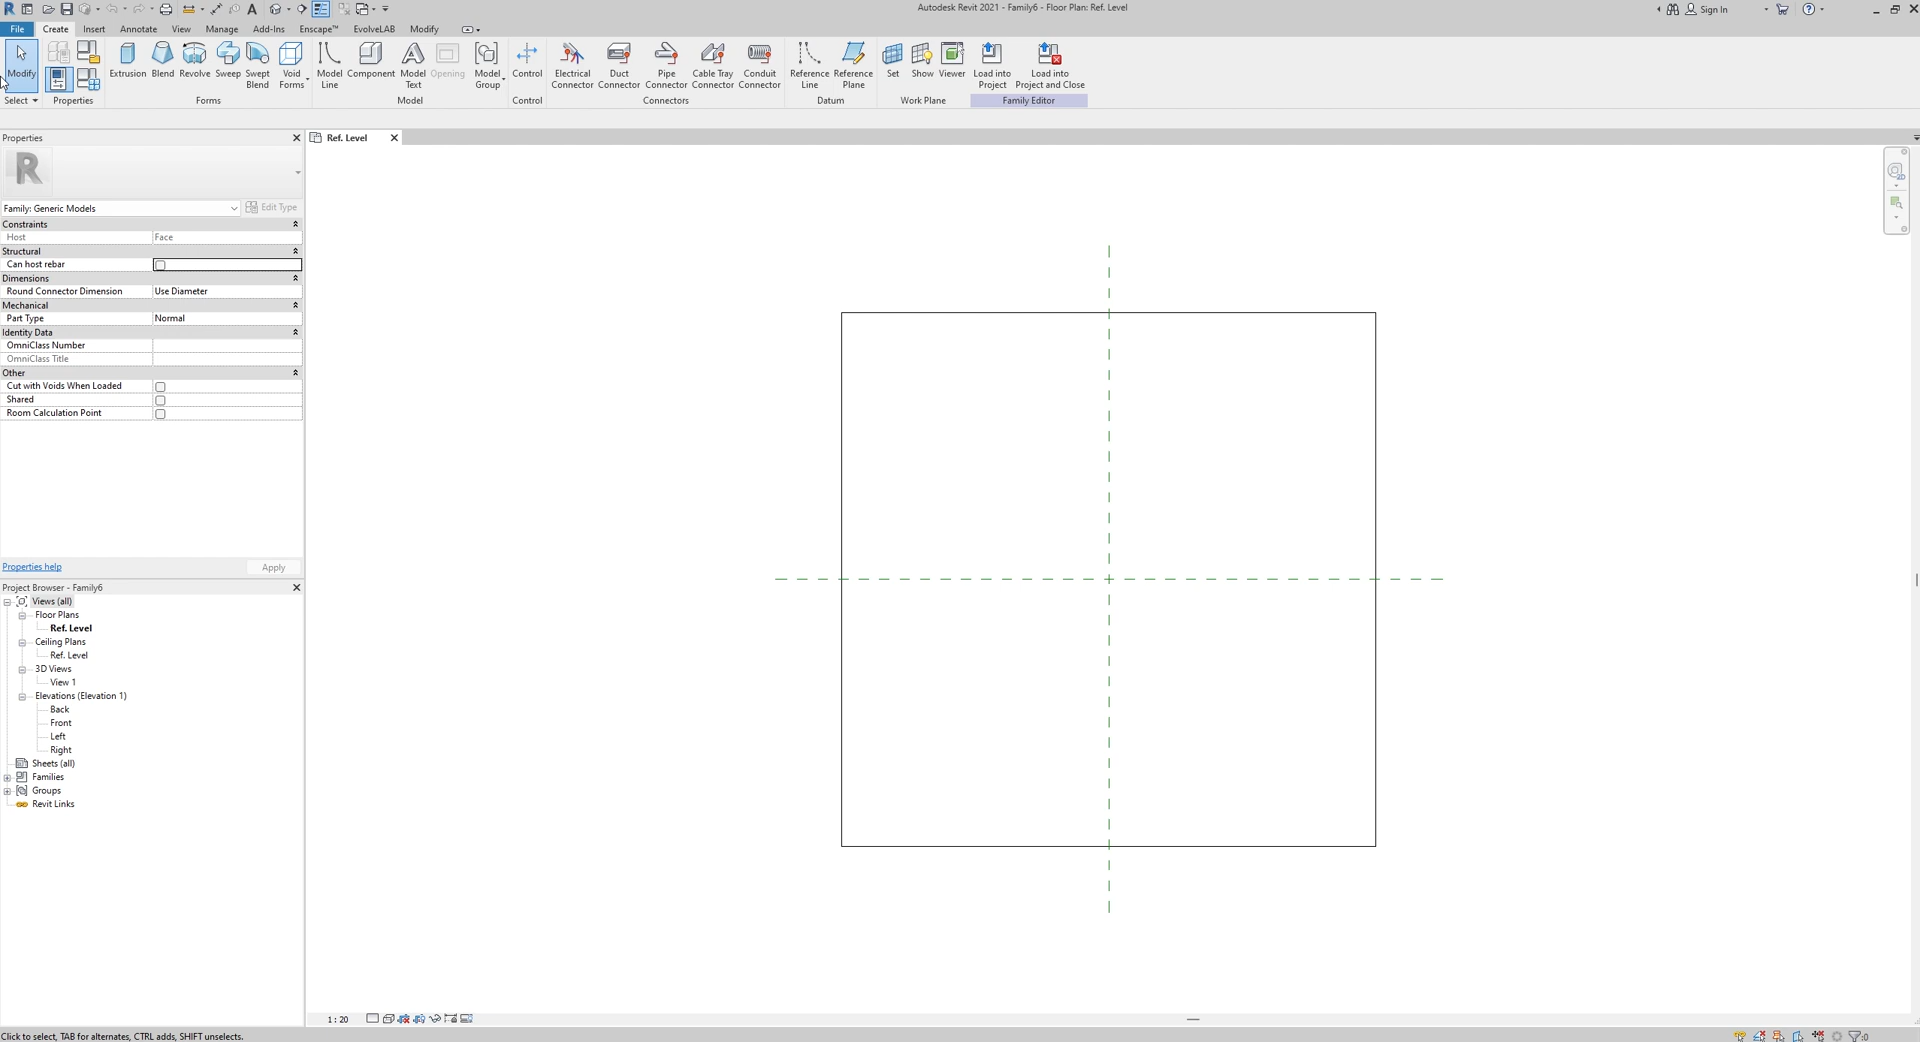 Autodesk Revit 2021 - Family6 - Floor Plan: Ref. Level
Sign In
File Create Insert Annotate View Manage Add-Ins Enscape™ EvolveLAB Modify
Modify
Extrusion Blend Revolve Sweep Swept Blend Void Forms
Model Line Component Model Text Opening Model Group
Control
Electrical Connector Duct Connector Pipe Connector Cable Tray Connector Conduit Connector
Reference Line Reference Plane
Set Show Viewer
Load into Project Load into Project and Close
Select Properties Forms Model Control Connectors Datum Work Plane Family Editor
Properties
Ref. Level
Family: Generic Models
Edit Type
Constraints
Host Face
Structural
Can host rebar
Dimensions
Round Connector Dimension Use Diameter
Mechanical
Part Type Normal
Identity Data
OmniClass Number
OmniClass Title
Other
Cut with Voids When Loaded
Shared
Room Calculation Point
Properties help
Apply
Project Browser - Family6
Views (all)
Floor Plans
Ref. Level
Ceiling Plans
Ref. Level
3D Views
View 1
Elevations (Elevation 1)
Back
Front
Left
Right
Sheets (all)
Families
Groups
Revit Links
1 : 20
Click to select, TAB for alternates, CTRL adds, SHIFT unselects.
:0